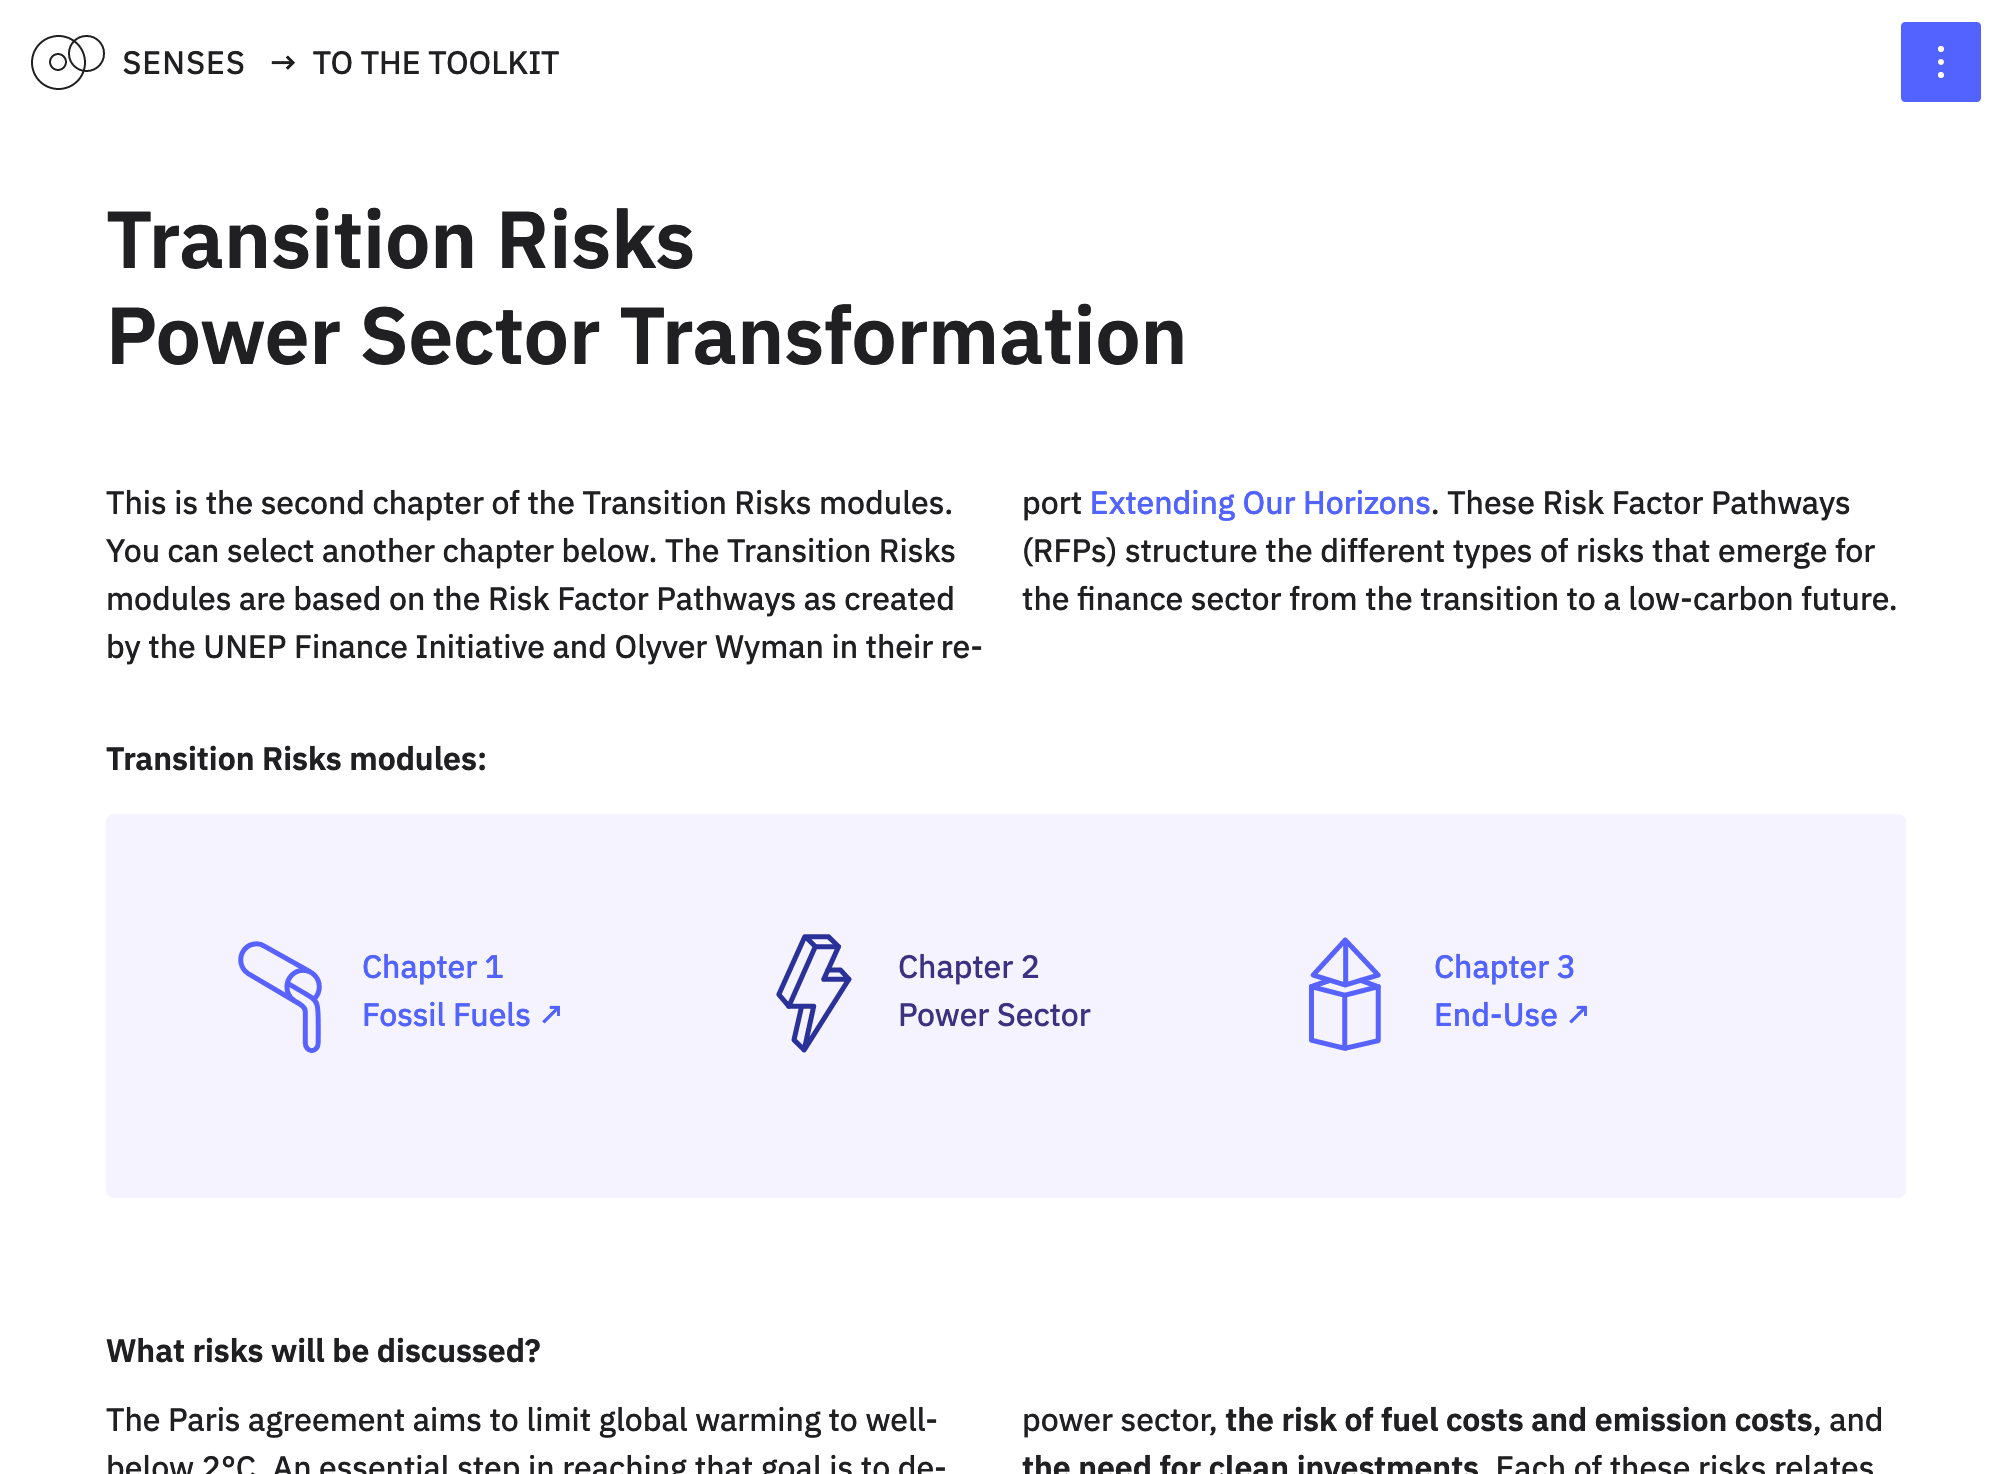 SENSES → TO THE TOOLKIT
Transition Risks
Power Sector Transformation
This is the second chapter of the Transition Risks modules.
You can select another chapter below. The Transition Risks
modules are based on the Risk Factor Pathways as created
by the UNEP Finance Initiative and Olyver Wyman in their re-
port Extending Our Horizons. These Risk Factor Pathways
(RFPs) structure the different types of risks that emerge for
the finance sector from the transition to a low-carbon future.
Transition Risks modules:
Chapter 1
Fossil Fuels ↗
Chapter 2
Power Sector
Chapter 3
End-Use ↗
What risks will be discussed?
The Paris agreement aims to limit global warming to well-
below 2°C. An essential step in reaching that goal is to de-
power sector, the risk of fuel costs and emission costs, and
the need for clean investments. Each of these risks relates